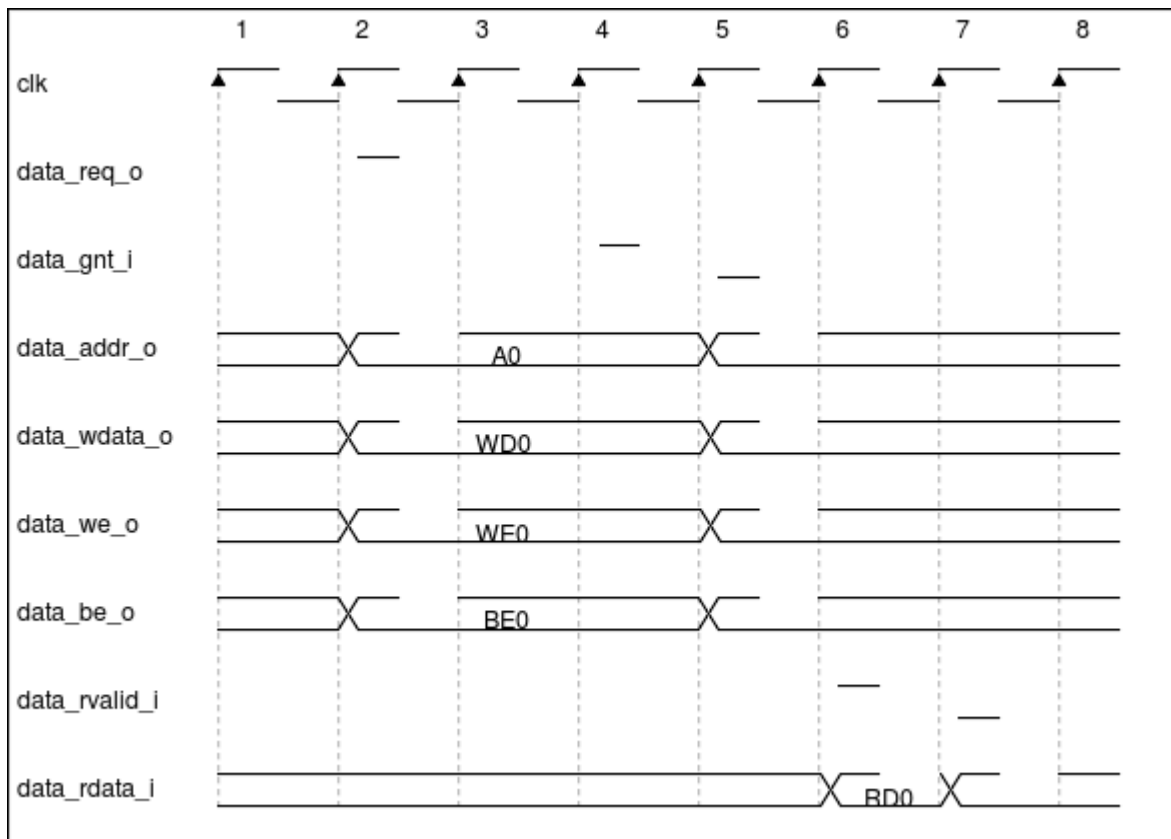 1 2 3 4 5 6 7 8
clk
data_req_o
data_gnt_i
data_addr_o A0
data_wdata_o WD0
data_we_o WE0
data_be_o BE0
data_rvalid_i
data_rdata_i RD0